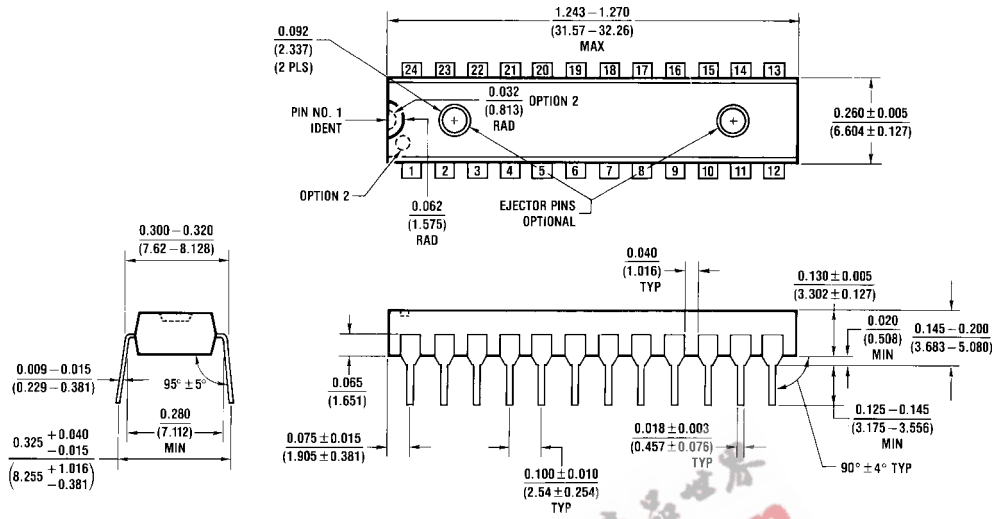 1.243–1.270
(31.57–32.26)
MAX
0.092
(2.337)
(2 PLS)
24 23 22 21 20 19 18 17 16 15 14 13
0.032
(0.813)
RAD
OPTION 2
PIN NO. 1
IDENT
0.260 ± 0.005
(6.604 ± 0.127)
1 2 3 4 5 6 7 8 9 10 11 12
OPTION 2
0.062
(1.575)
RAD
EJECTOR PINS
OPTIONAL
0.300–0.320
(7.62–8.128)
0.040
(1.016)
TYP
0.130 ± 0.005
(3.302 ± 0.127)
0.020
(0.508)
MIN
0.145–0.200
(3.683–5.080)
0.009–0.015
(0.229–0.381)
95° ± 5°
0.280
(7.112)
MIN
0.325 +0.040 -0.015
(8.255 +1.016 -0.381)
0.065
(1.651)
0.075 ± 0.015
(1.905 ± 0.381)
0.100 ± 0.010
(2.54 ± 0.254)
TYP
0.018 ± 0.003
(0.457 ± 0.076)
TYP
0.125–0.145
(3.175–3.556)
MIN
90° ± 4° TYP